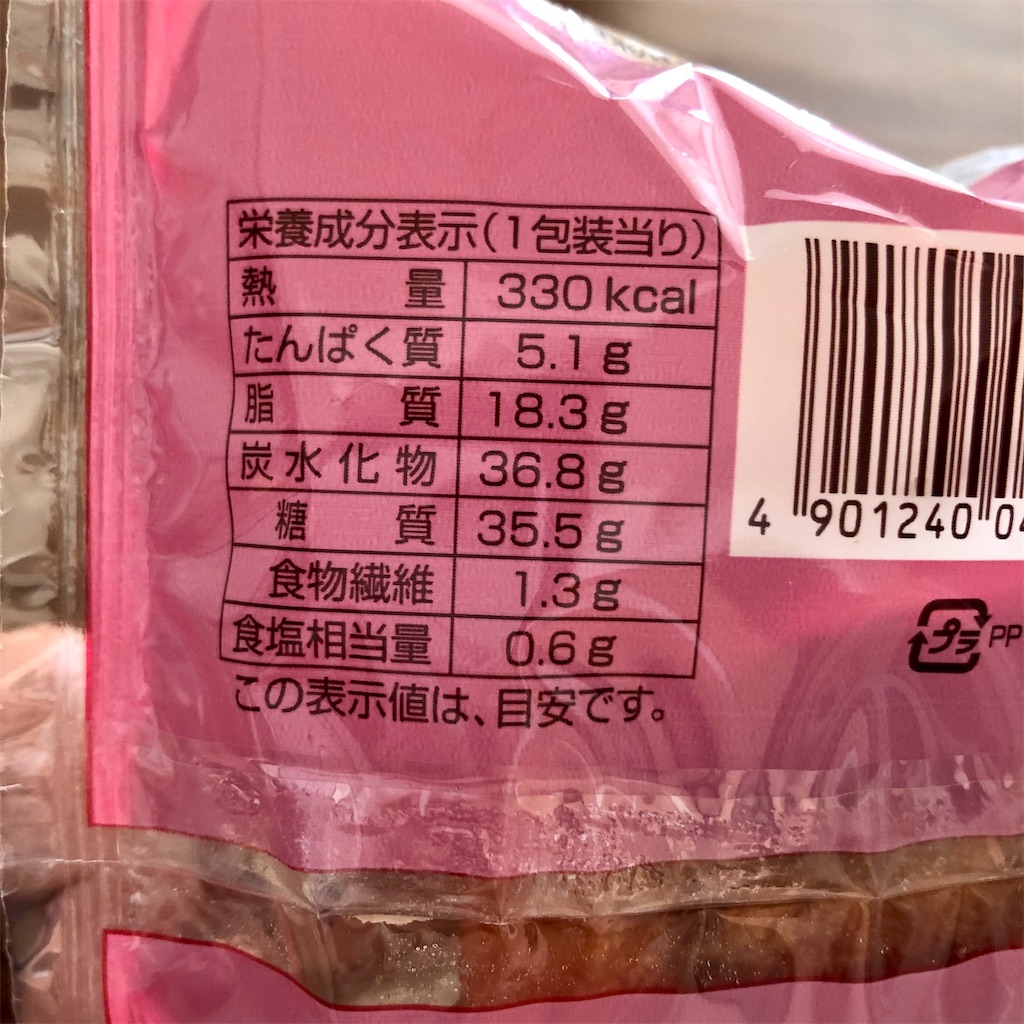 栄養成分表示(1包装当り)
熱量 330kcal
たんぱく質 5.1g
脂質 18.3g
炭水化物 36.8g
糖質 35.5g
食物繊維 1.3g
食塩相当量 0.6g
この表示値は、目安です。
4 901240 04
プラ PP